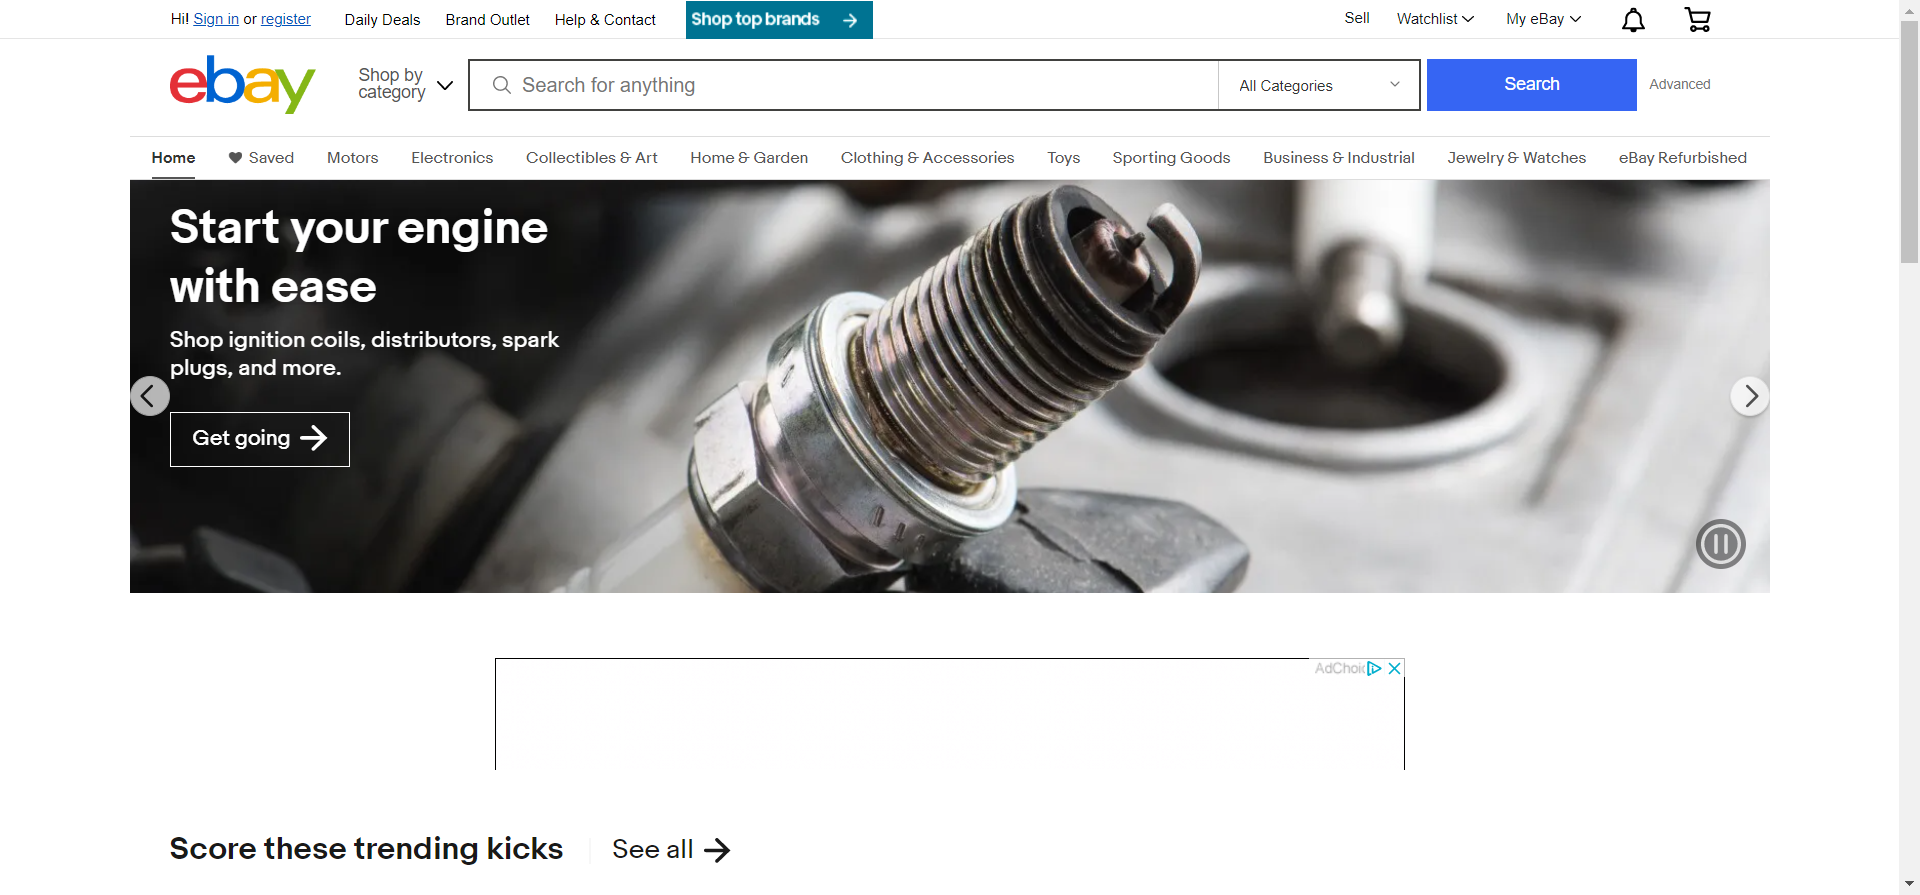 Hi! Sign in or register
Daily Deals
Brand Outlet
Help & Contact
Shop top brands
Sell
Watchlist
My eBay
ebay
Shop by
category
Search for anything
All Categories
Search
Advanced
Home
Saved
Motors
Electronics
Collectibles & Art
Home & Garden
Clothing & Accessories
Toys
Sporting Goods
Business & Industrial
Jewelry & Watches
eBay Refurbished
Start your engine
with ease
Shop ignition coils, distributors, spark
plugs, and more.
Get going
Score these trending kicks
See all